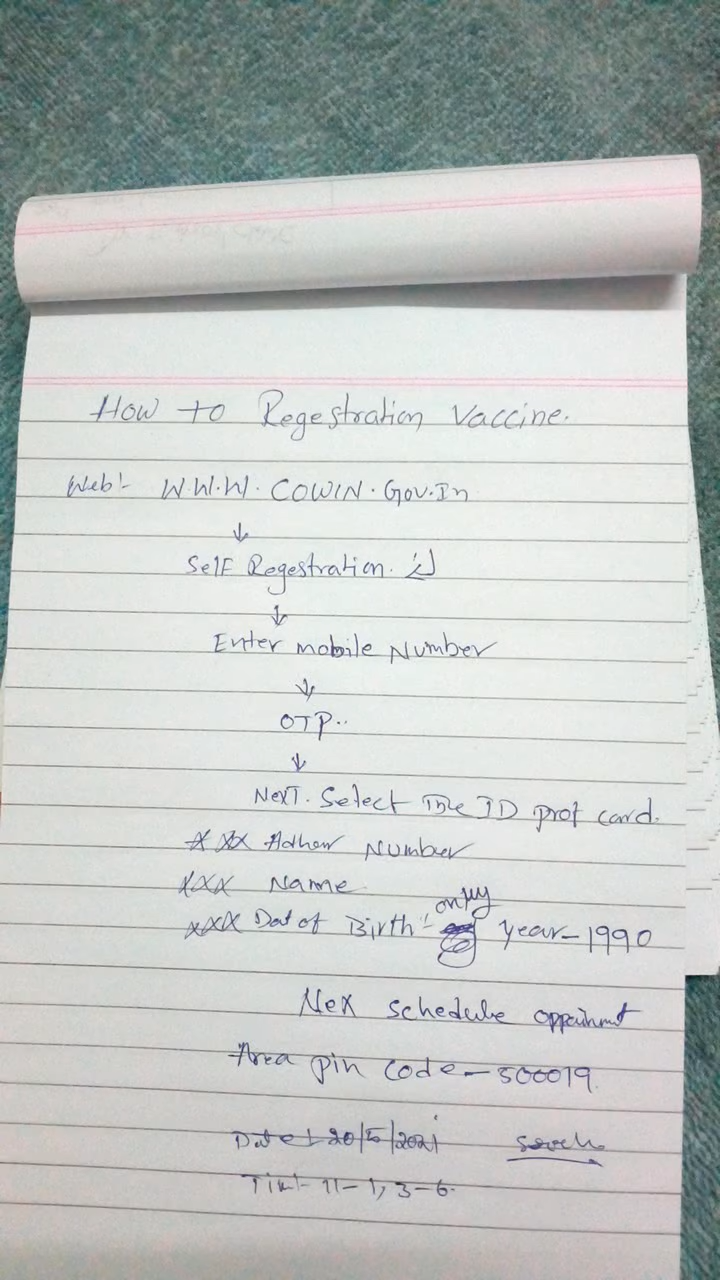 How to Regestration Vaccine.
Web:- W.W.W. COWIN.Gov.In
↓
Self Regestration.
↓
Enter mobile Number
↓
OTP..
↓
Next. Select The ID prof card.
xxx Adhar Number
xxx Name
xxx Dat of Birth:- only year-1990
Nex schedule
Area pin code-500019.
Date:- 20/5/2021 Serch
Tim:- 11-1, 3-6.